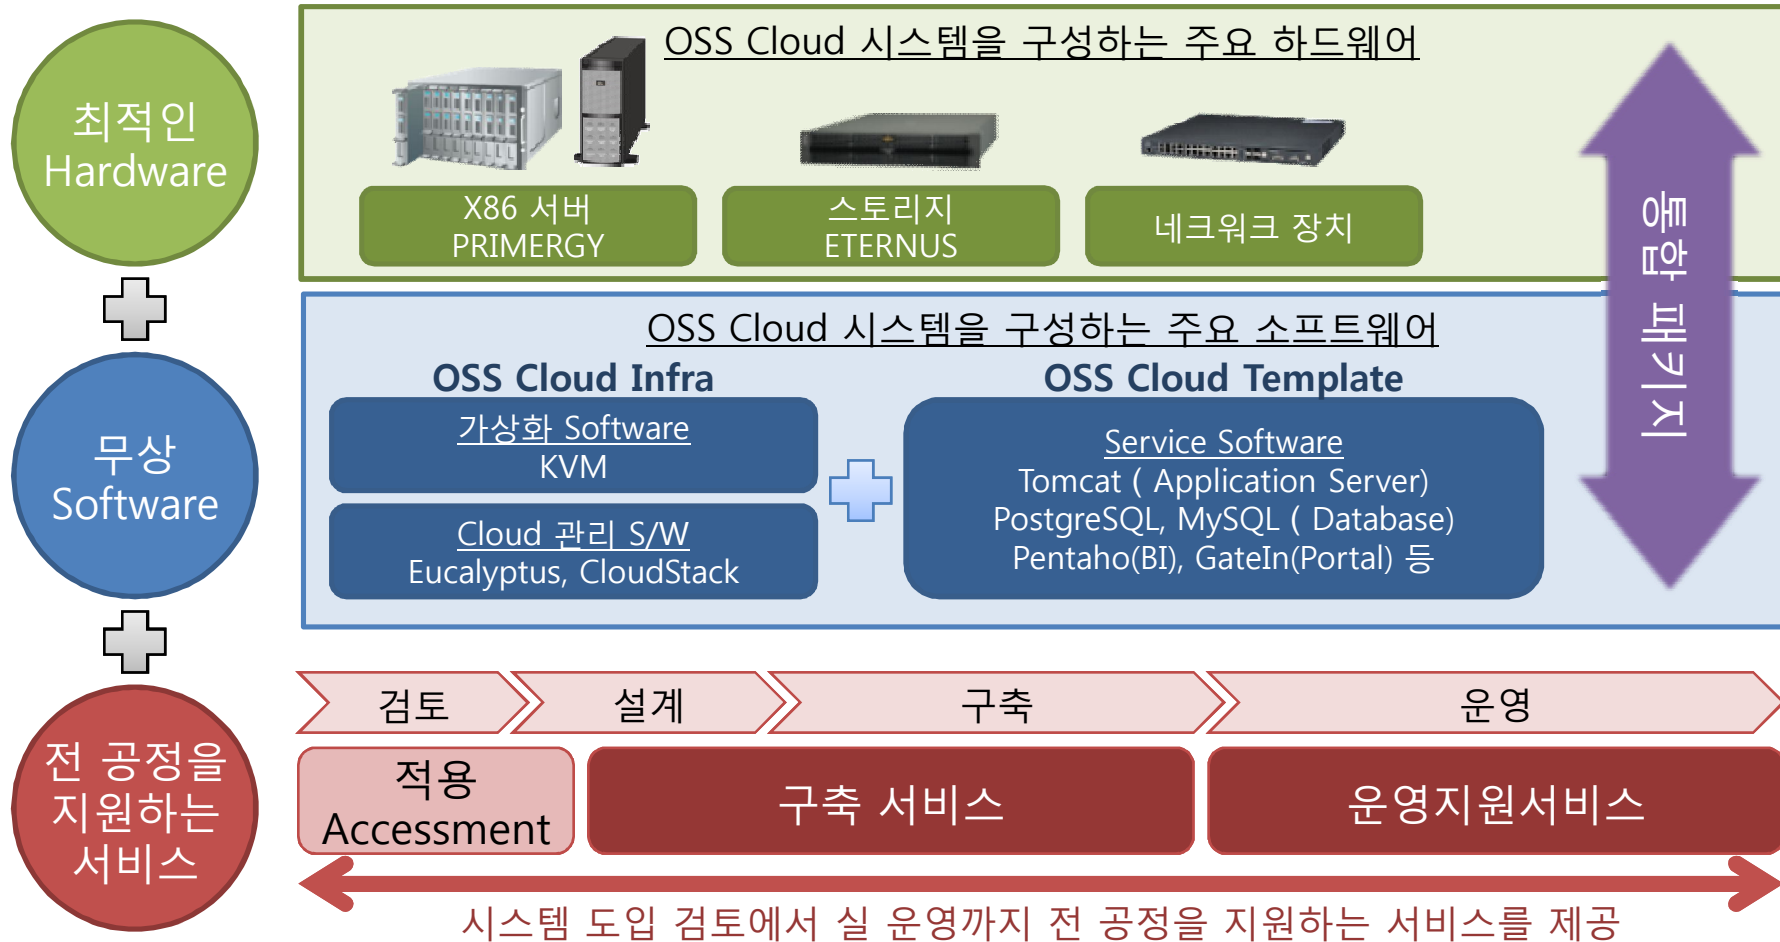 최적인
Hardware
OSS Cloud 시스템을 구성하는 주요 하드웨어
X86 서버
PRIMERGY
스토리지
ETERNUS
네크워크 장치
통합 패키지
무상
Software
OSS Cloud 시스템을 구성하는 주요 소프트웨어
OSS Cloud Infra
가상화 Software
KVM
Cloud 관리 S/W
Eucalyptus, CloudStack
OSS Cloud Template
Service Software
Tomcat ( Application Server)
PostgreSQL, MySQL ( Database)
Pentaho(BI), GateIn(Portal) 등
전 공정을
지원하는
서비스
검토
설계
구축
운영
적용
Accessment
구축 서비스
운영지원서비스
시스템 도입 검토에서 실 운영까지 전 공정을 지원하는 서비스를 제공